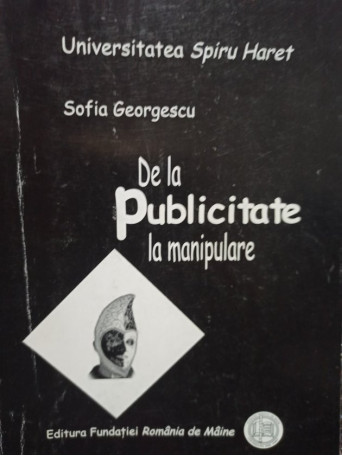 Universitatea Spiru Haret
Sofia Georgescu
De la
Publicitate
la manipulare
Editura Fundației România de Mâine